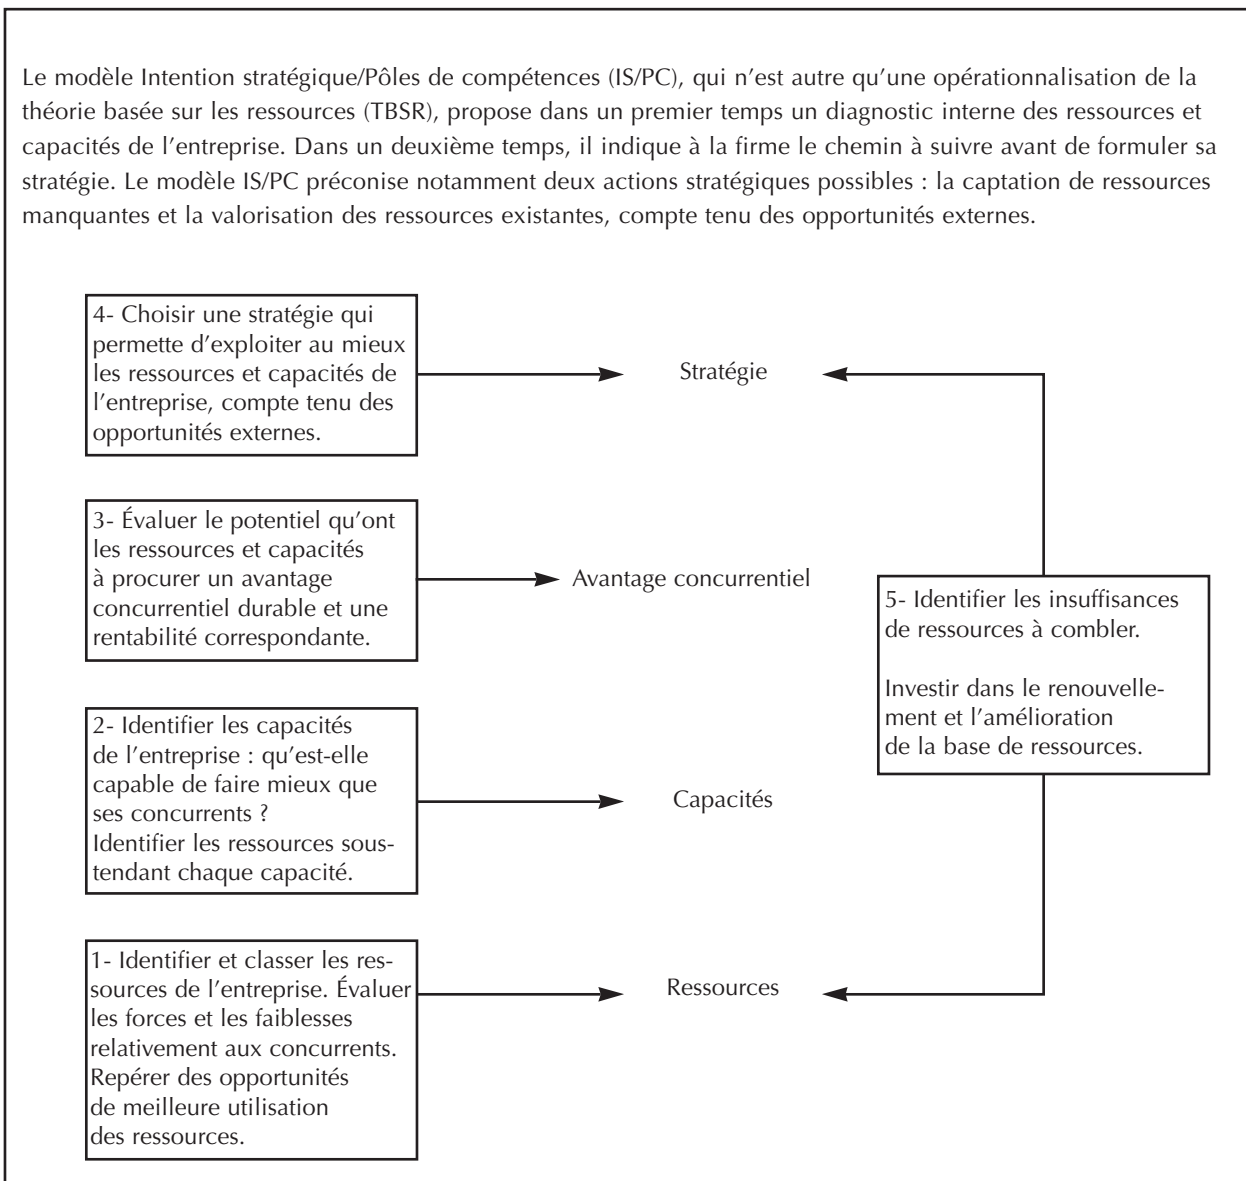 Le modèle Intention stratégique/Pôles de compétences (IS/PC), qui n'est autre qu'une opérationnalisation de la
théorie basée sur les ressources (TBSR), propose dans un premier temps un diagnostic interne des ressources et
capacités de l'entreprise. Dans un deuxième temps, il indique à la firme le chemin à suivre avant de formuler sa
stratégie. Le modèle IS/PC préconise notamment deux actions stratégiques possibles : la captation de ressources
manquantes et la valorisation des ressources existantes, compte tenu des opportunités externes.
4- Choisir une stratégie qui
permette d'exploiter au mieux
les ressources et capacités de
l'entreprise, compte tenu des
opportunités externes.
Stratégie
3- Évaluer le potentiel qu'ont
les ressources et capacités
à procurer un avantage
concurrentiel durable et une
rentabilité correspondante.
Avantage concurrentiel
5- Identifier les insuffisances
de ressources à combler.
Investir dans le renouvelle-
ment et l'amélioration
de la base de ressources.
2- Identifier les capacités
de l'entreprise : qu'est-elle
capable de faire mieux que
ses concurrents ?
Identifier les ressources sous-
tendant chaque capacité.
Capacités
1- Identifier et classer les res-
sources de l'entreprise. Évaluer
les forces et les faiblesses
relativement aux concurrents.
Repérer des opportunités
de meilleure utilisation
des ressources.
Ressources